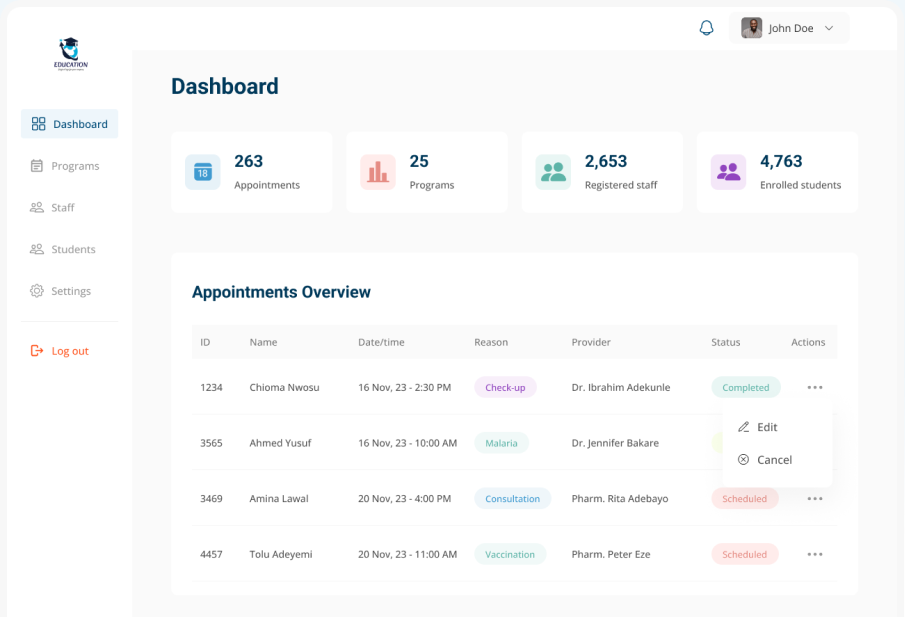 John Doe
EDUCATION
Dashboard
Dashboard
Programs
Staff
Students
Settings
Log out
18
263
Appointments
25
Programs
2,653
Registered staff
4,763
Enrolled students
Appointments Overview
ID Name Date/time Reason Provider Status Actions
1234 Chioma Nwosu 16 Nov, 23 - 2:30 PM Check-up Dr. Ibrahim Adekunle Completed
Edit
3565 Ahmed Yusuf 16 Nov, 23 - 10:00 AM Malaria Dr. Jennifer Bakare
Cancel
3469 Amina Lawal 20 Nov, 23 - 4:00 PM Consultation Pharm. Rita Adebayo Scheduled
4457 Tolu Adeyemi 20 Nov, 23 - 11:00 AM Vaccination Pharm. Peter Eze Scheduled